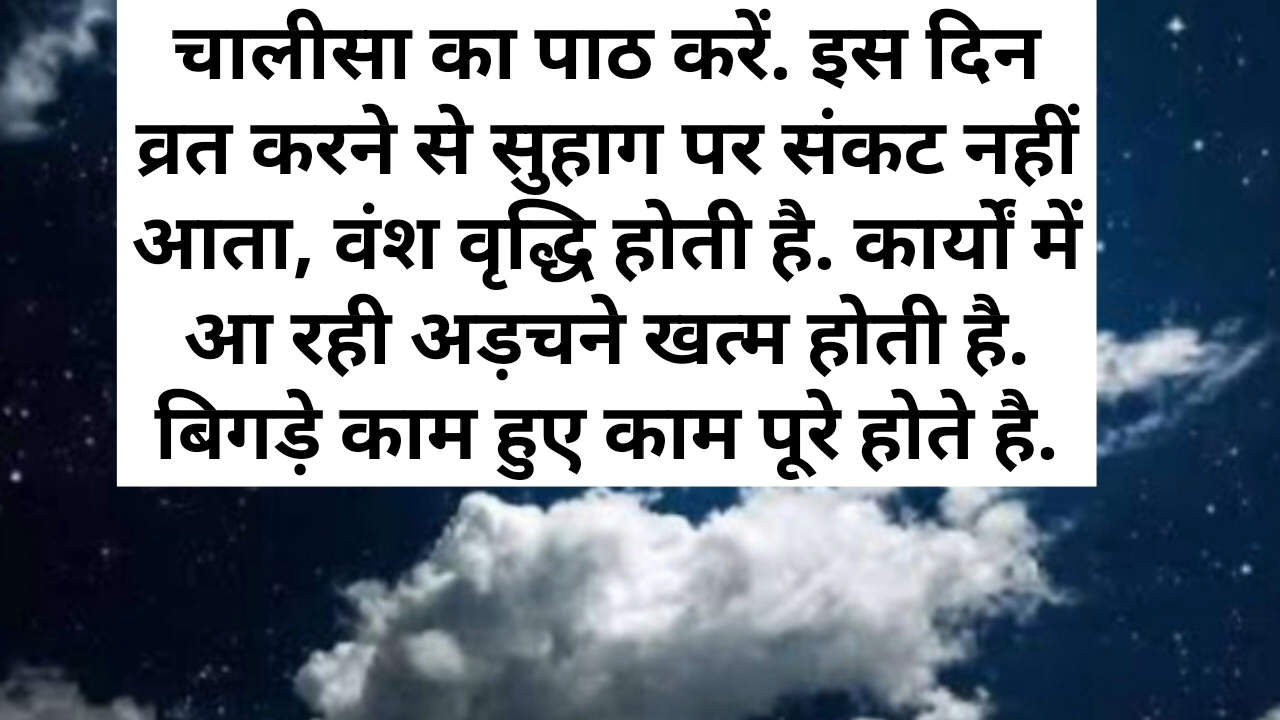 चालीसा का पाठ करें. इस दिन
व्रत करने से सुहाग पर संकट नहीं
आता, वंश वृद्धि होती है. कार्यों में
आ रही अड़चने खत्म होती है.
बिगड़े काम हुए काम पूरे होते है.